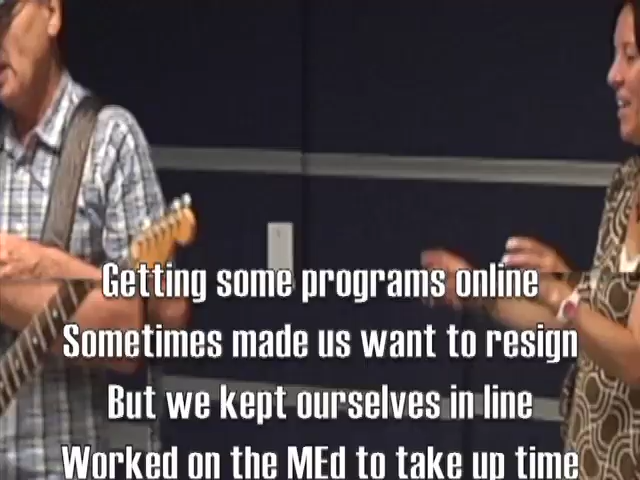 Getting some programs online
Sometimes made us want to resign
But we kept ourselves in line
Worked on the MEd to take up time